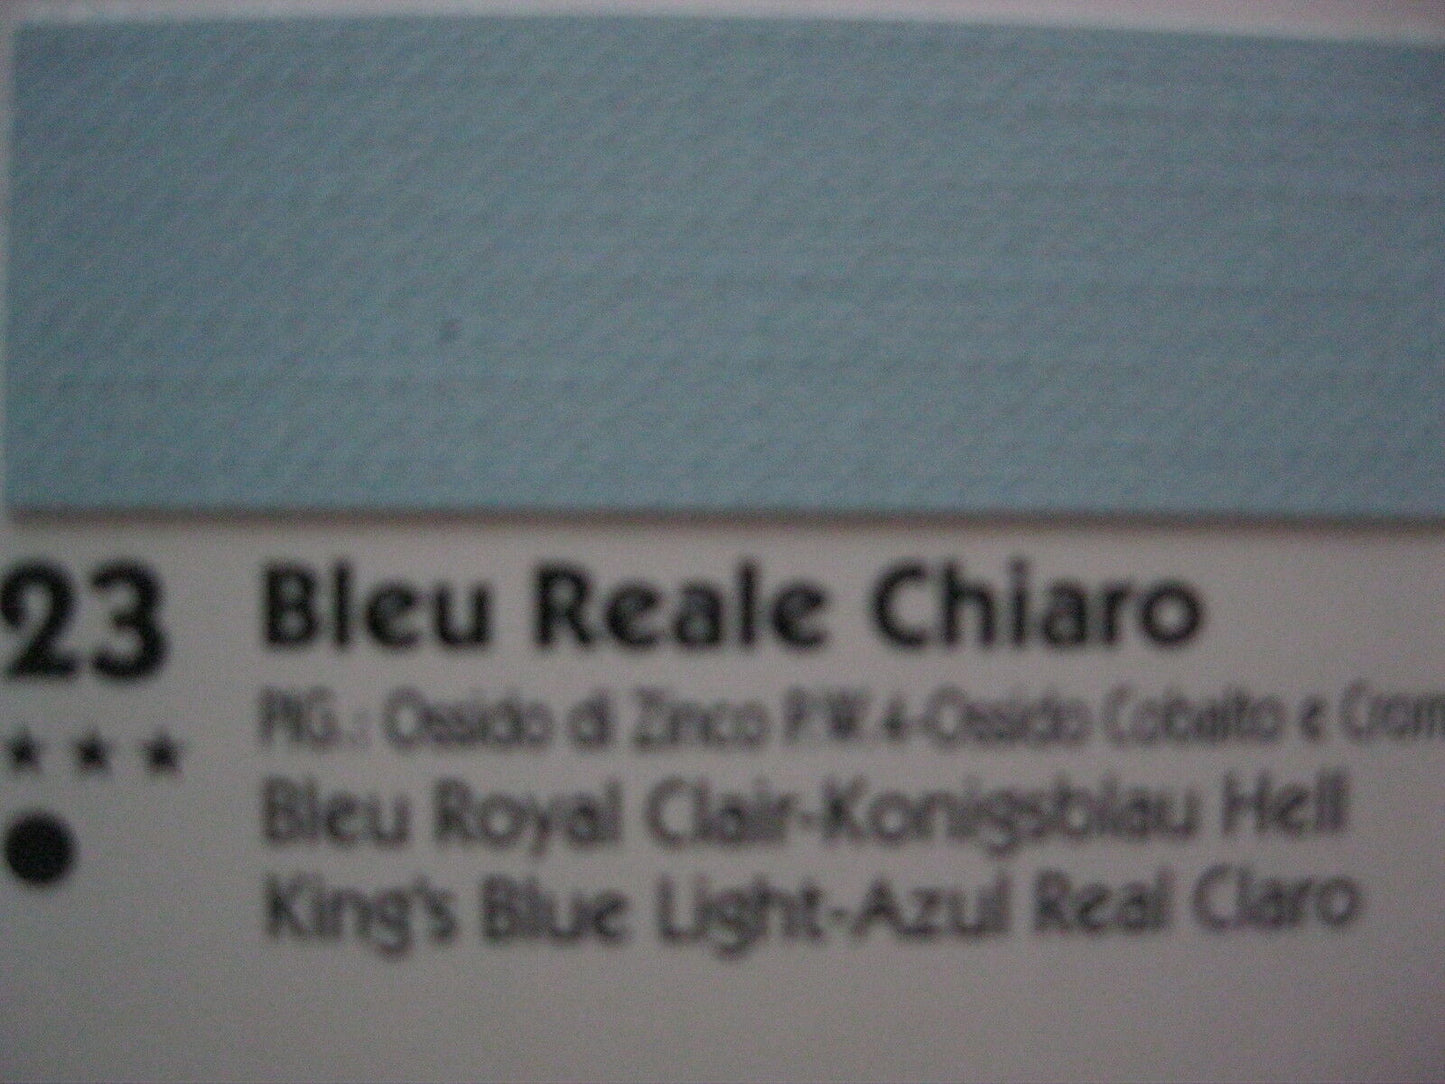 23 Bleu Reale Chiaro
PIG.: Ossido di Zinco P.W.4-Ossido Cobalto e Crom
Bleu Royal Clair-Konigsblau Hell
King's Blue Light-Azul Real Claro